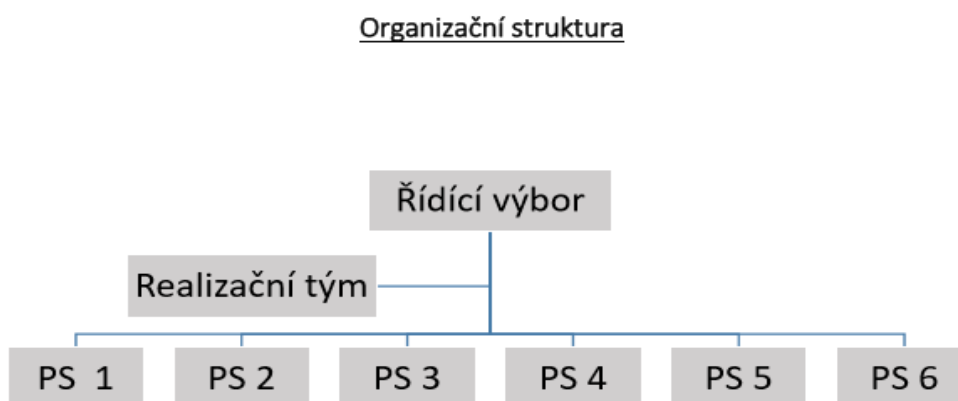 Organizační struktura
Řídící výbor
Realizační tým
PS 1
PS 2
PS 3
PS 4
PS 5
PS 6